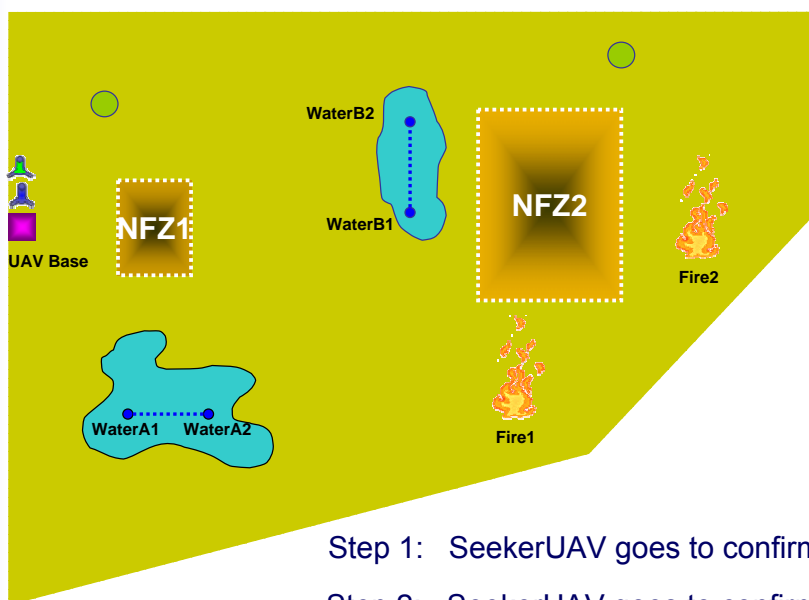 WaterB2
NFZ1
NFZ2
WaterB1
UAV Base
Fire2
WaterA1 WaterA2
Fire1
Step 1: SeekerUAV goes to confirm